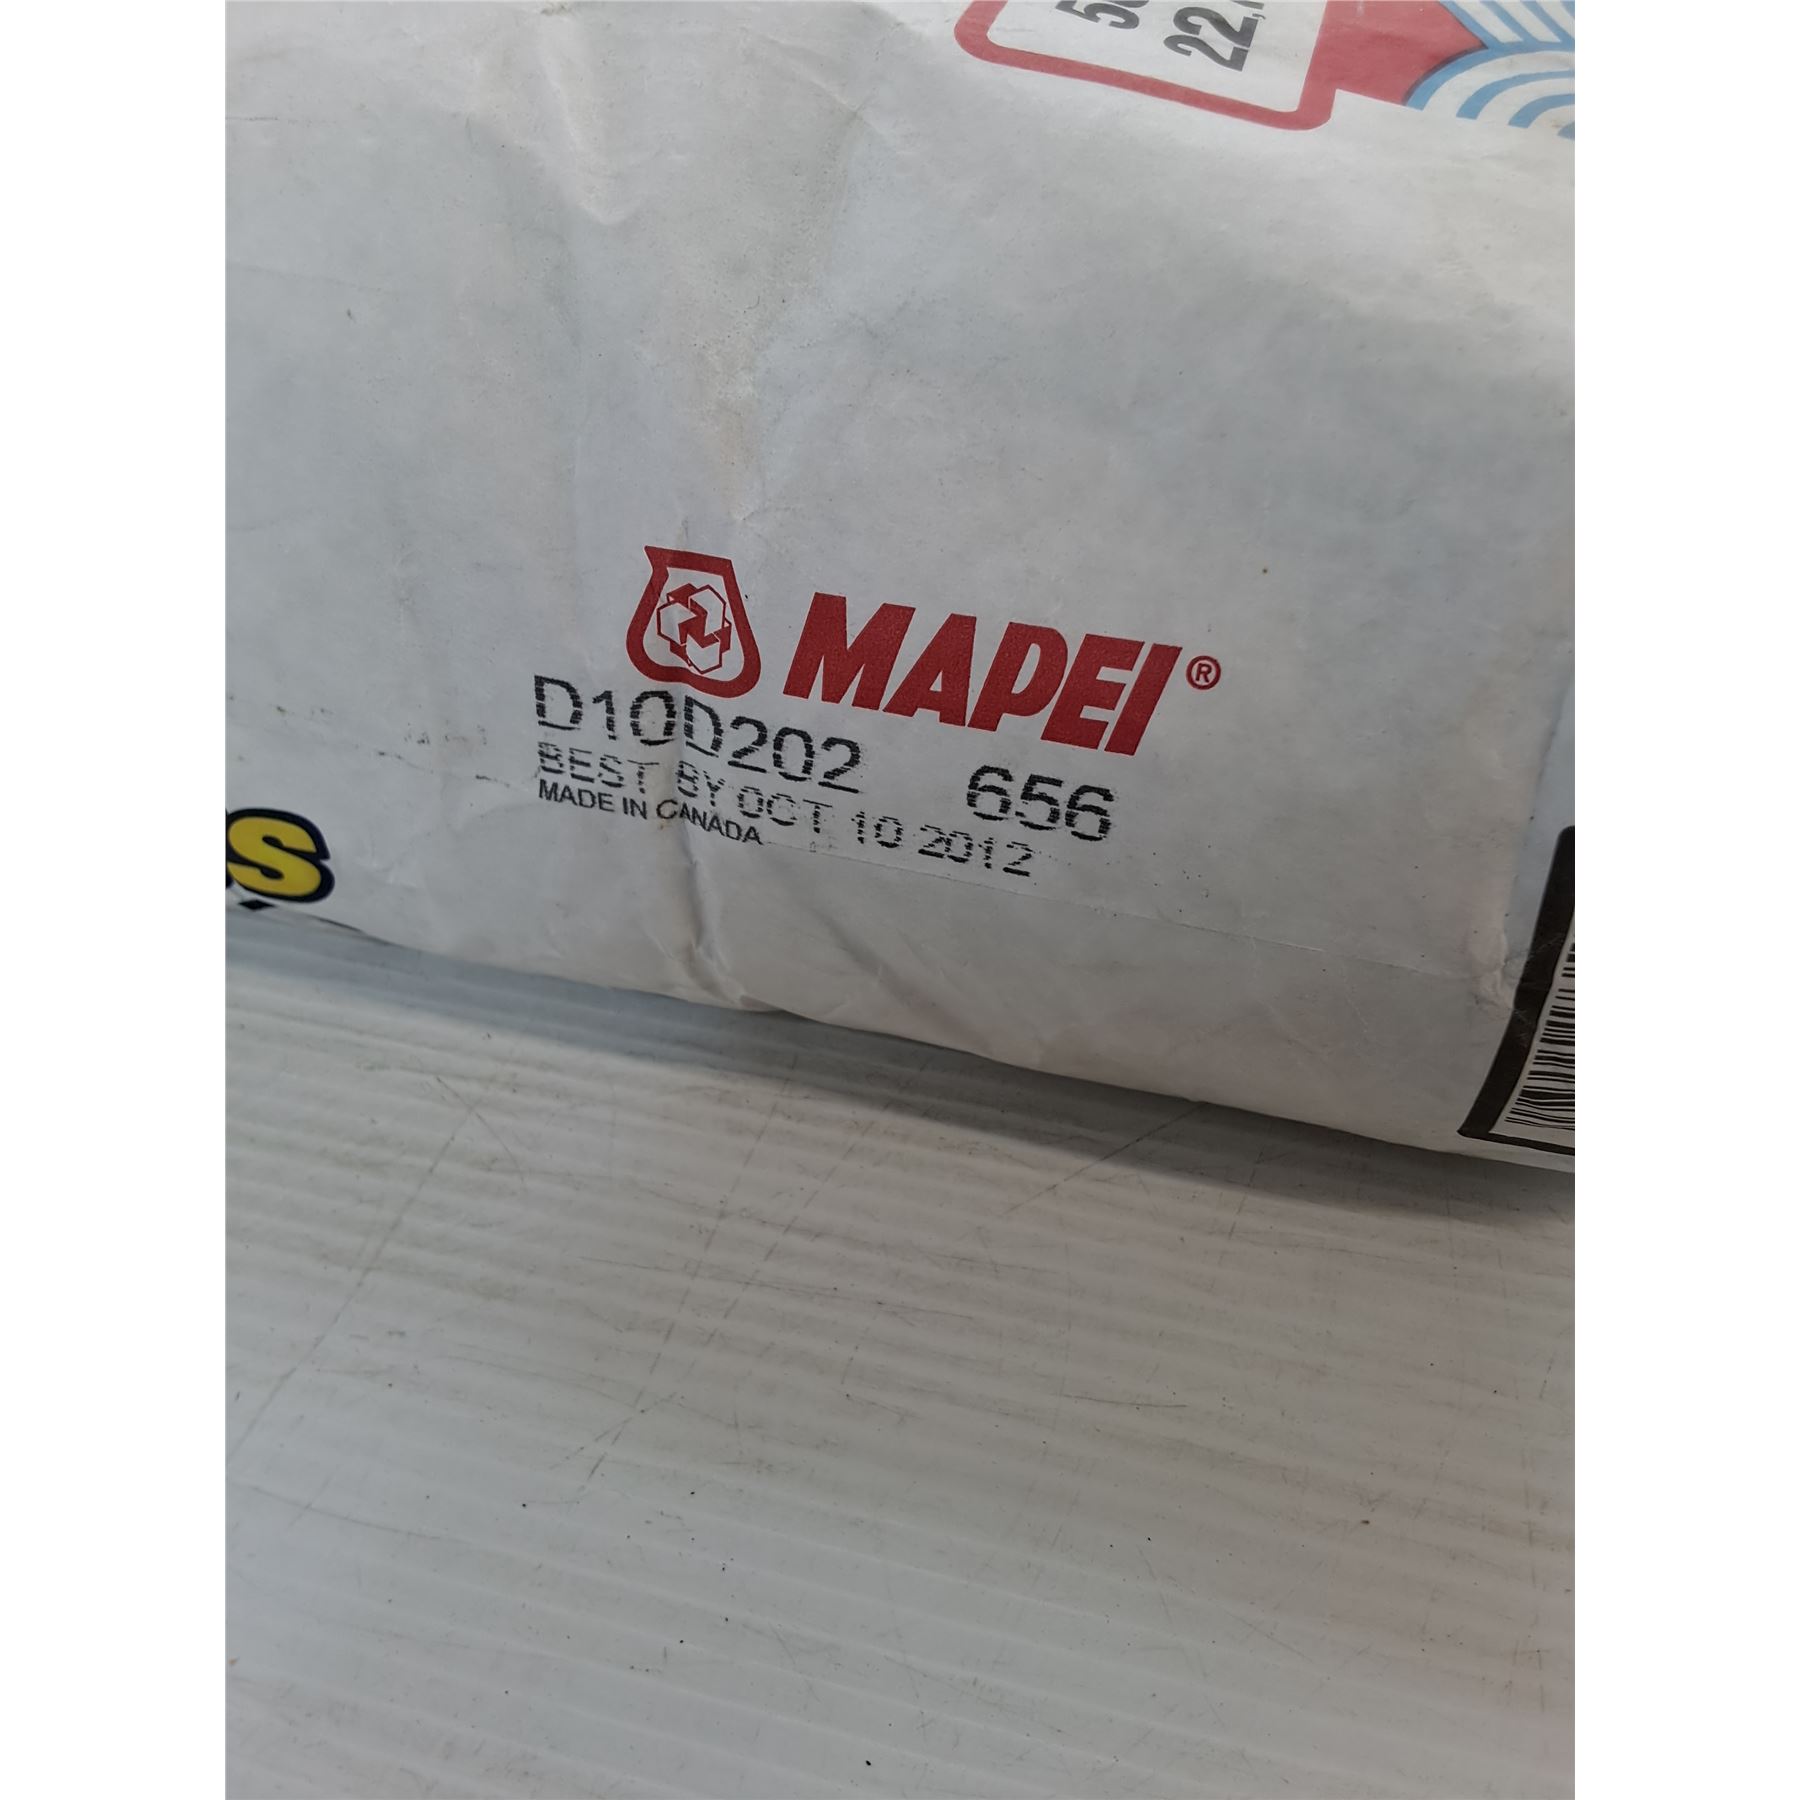 MAPEI®
D10D202 656
BEST BY OCT 10 2012
MADE IN CANADA